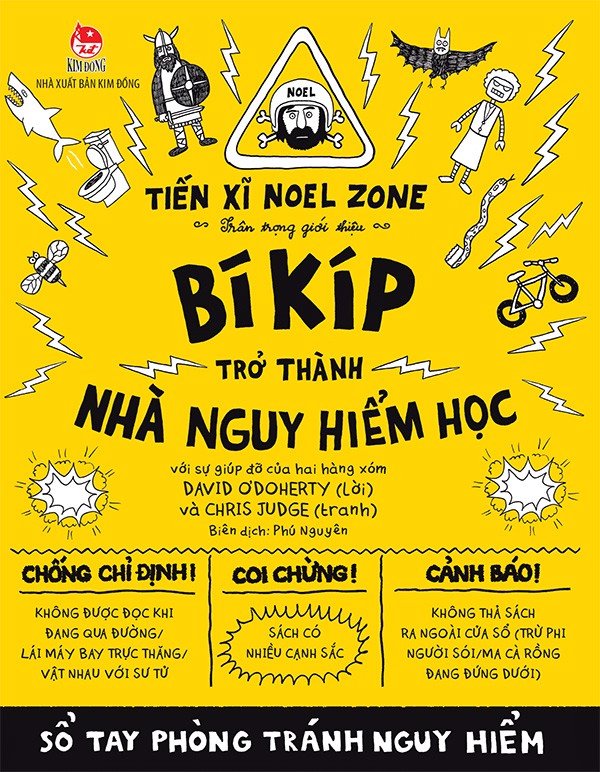 KIM ĐỒNG
NHÀ XUẤT BẢN KIM ĐỒNG
NOEL
TIẾN XĨ NOEL ZONE
Trân trọng giới thiệu
BÍ KÍP
TRỞ THÀNH
NHÀ NGUY HIỂM HỌC
với sự giúp đỡ của hai hàng xóm
DAVID O'DOHERTY (lời)
và CHRIS JUDGE (tranh)
Biên dịch: Phú Nguyên
CHỐNG CHỈ ĐỊNH!
KHÔNG ĐƯỢC ĐỌC KHI
ĐANG QUA ĐƯỜNG/
LÁI MÁY BAY TRỰC THĂNG/
VẬT NHAU VỚI SƯ TỬ
COI CHỪNG!
SÁCH CÓ
NHIỀU CẠNH SẮC
CẢNH BÁO!
KHÔNG THẢ SÁCH
RA NGOÀI CỬA SỔ (TRỪ PHI
NGƯỜI SÓI/MA CÀ RỒNG
ĐANG ĐỨNG DƯỚI)
SỔ TAY PHÒNG TRÁNH NGUY HIỂM